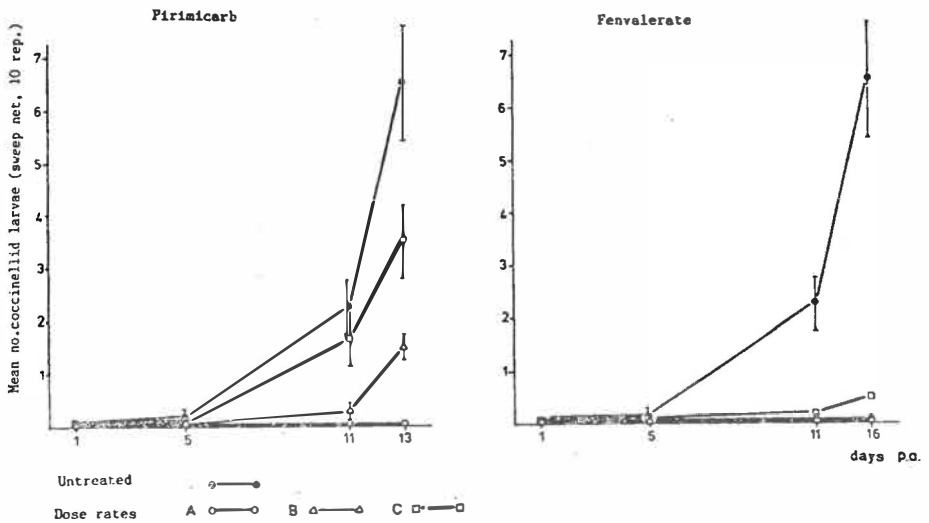 Pirimicarb
Fenvalerate
Mean no.coccinellid larvae (sweep net, 10 rep.)
7
6
5
4
3
2
1
1 5 11 13
7
6
5
4
3
2
1
1 5 11 16
days p.a.
Untreated
Dose rates A B C